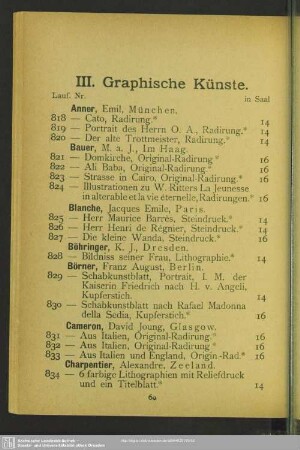 III. Graphische Künste.
Lauf. Nr. in Saal
Anner, Emil, München.
818 — Cato, Radirung.* 14
819 — Portrait des Herrn O. A., Radirung.* 14
820 — Der alte Trottmeister, Radirung.* 14
Bauer, M. a. J., Im Haag.
821 — Domkirche, Original-Radirung * 16
822 — Ali Baba, Original-Radirung.* 16
823 — Strasse in Cairo, Original-Radirung.* 16
824 — Illustrationen zu W. Ritters La Jeunesse
inalterable et la vie éternelle, Radirungen.* 16
Blanche, Jacques Emile, Paris.
825 — Herr Maurice Barrès, Steindruck.* 14
826 — Herr Henri de Régnier, Steindruck.* 14
827 — Die kleine Wanda, Steindruck.* 16
Böhringer, K. J., Dresden.
828 — Bildniss seiner Frau, Lithographie.* 14
Börner, Franz August, Berlin.
829 — Schabkunstblatt, Portrait, I. M. der
Kaiserin Friedrich nach H. v. Angeli,
Kupferstich. 14
830 — Schabkunstblatt nach Rafael Madonna
della Sedia, Kupferstich.* 16
Cameron, David Joung, Glasgow.
831 — Aus Italien, Original-Radirung.* 16
832 — Aus Italien, Original-Radirung * 16
833 — Aus Italien und England, Origin.-Rad.* 16
Charpentier, Alexandre, Zeeland.
834 — 6 farbige Lithographien mit Reliefdruck
und ein Titelblatt.* 14
60